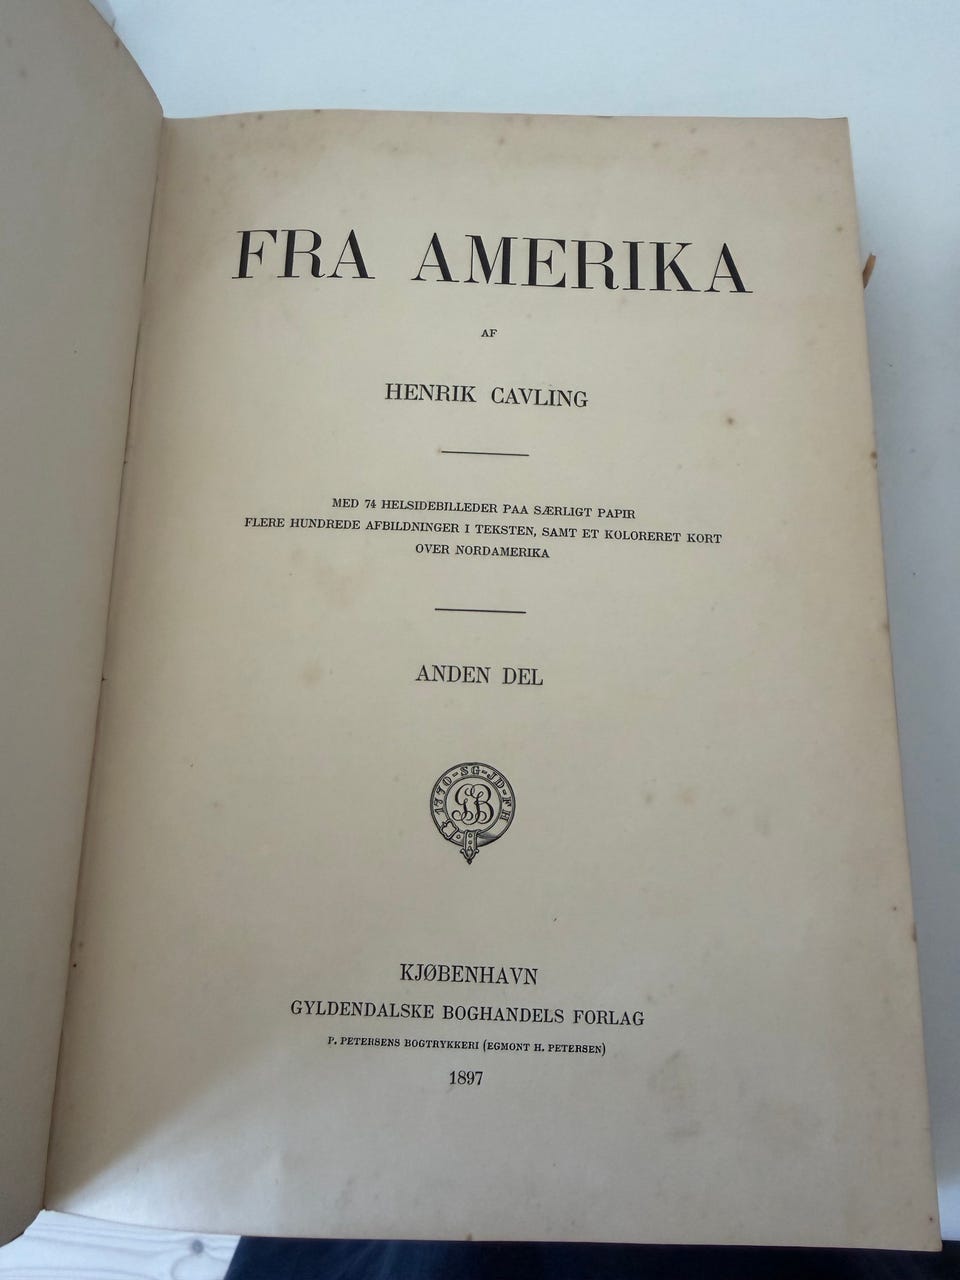 FRA AMERIKA
AF
HENRIK CAVLING
MED 74 HELSIDEBILLEDER PAA SÆRLIGT PAPIR
FLERE HUNDREDE AFBILDNINGER I TEKSTEN, SAMT ET KOLORERET KORT
OVER NORDAMERIKA
ANDEN DEL
1770-SG-JD-FH
GB
KJØBENHAVN
GYLDENDALSKE BOGHANDELS FORLAG
P. PETERSENS BOGTRYKKERI (EGMONT H. PETERSEN)
1897